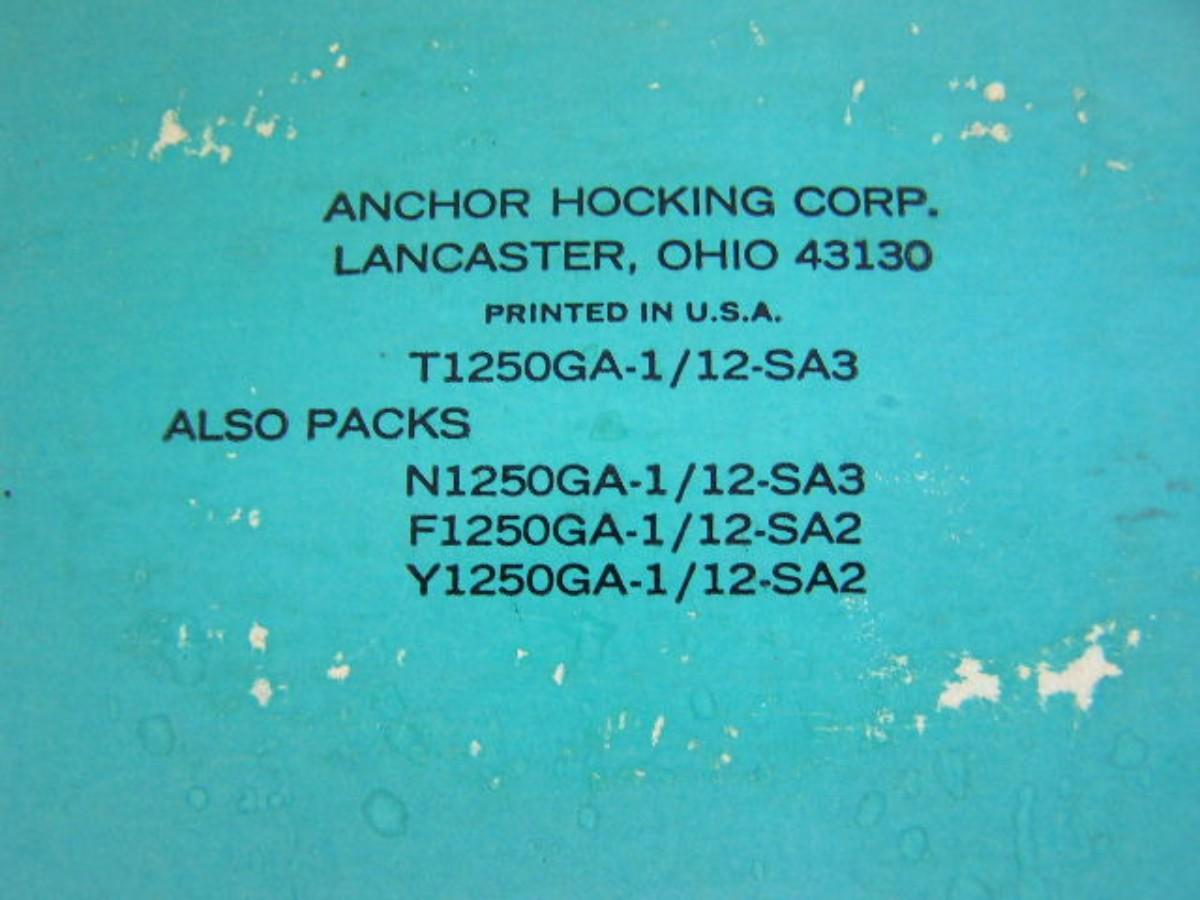 ANCHOR HOCKING CORP.
LANCASTER, OHIO 43130
PRINTED IN U.S.A.
T1250GA-1/12-SA3
ALSO PACKS
N1250GA-1/12-SA3
F1250GA-1/12-SA2
Y1250GA-1/12-SA2